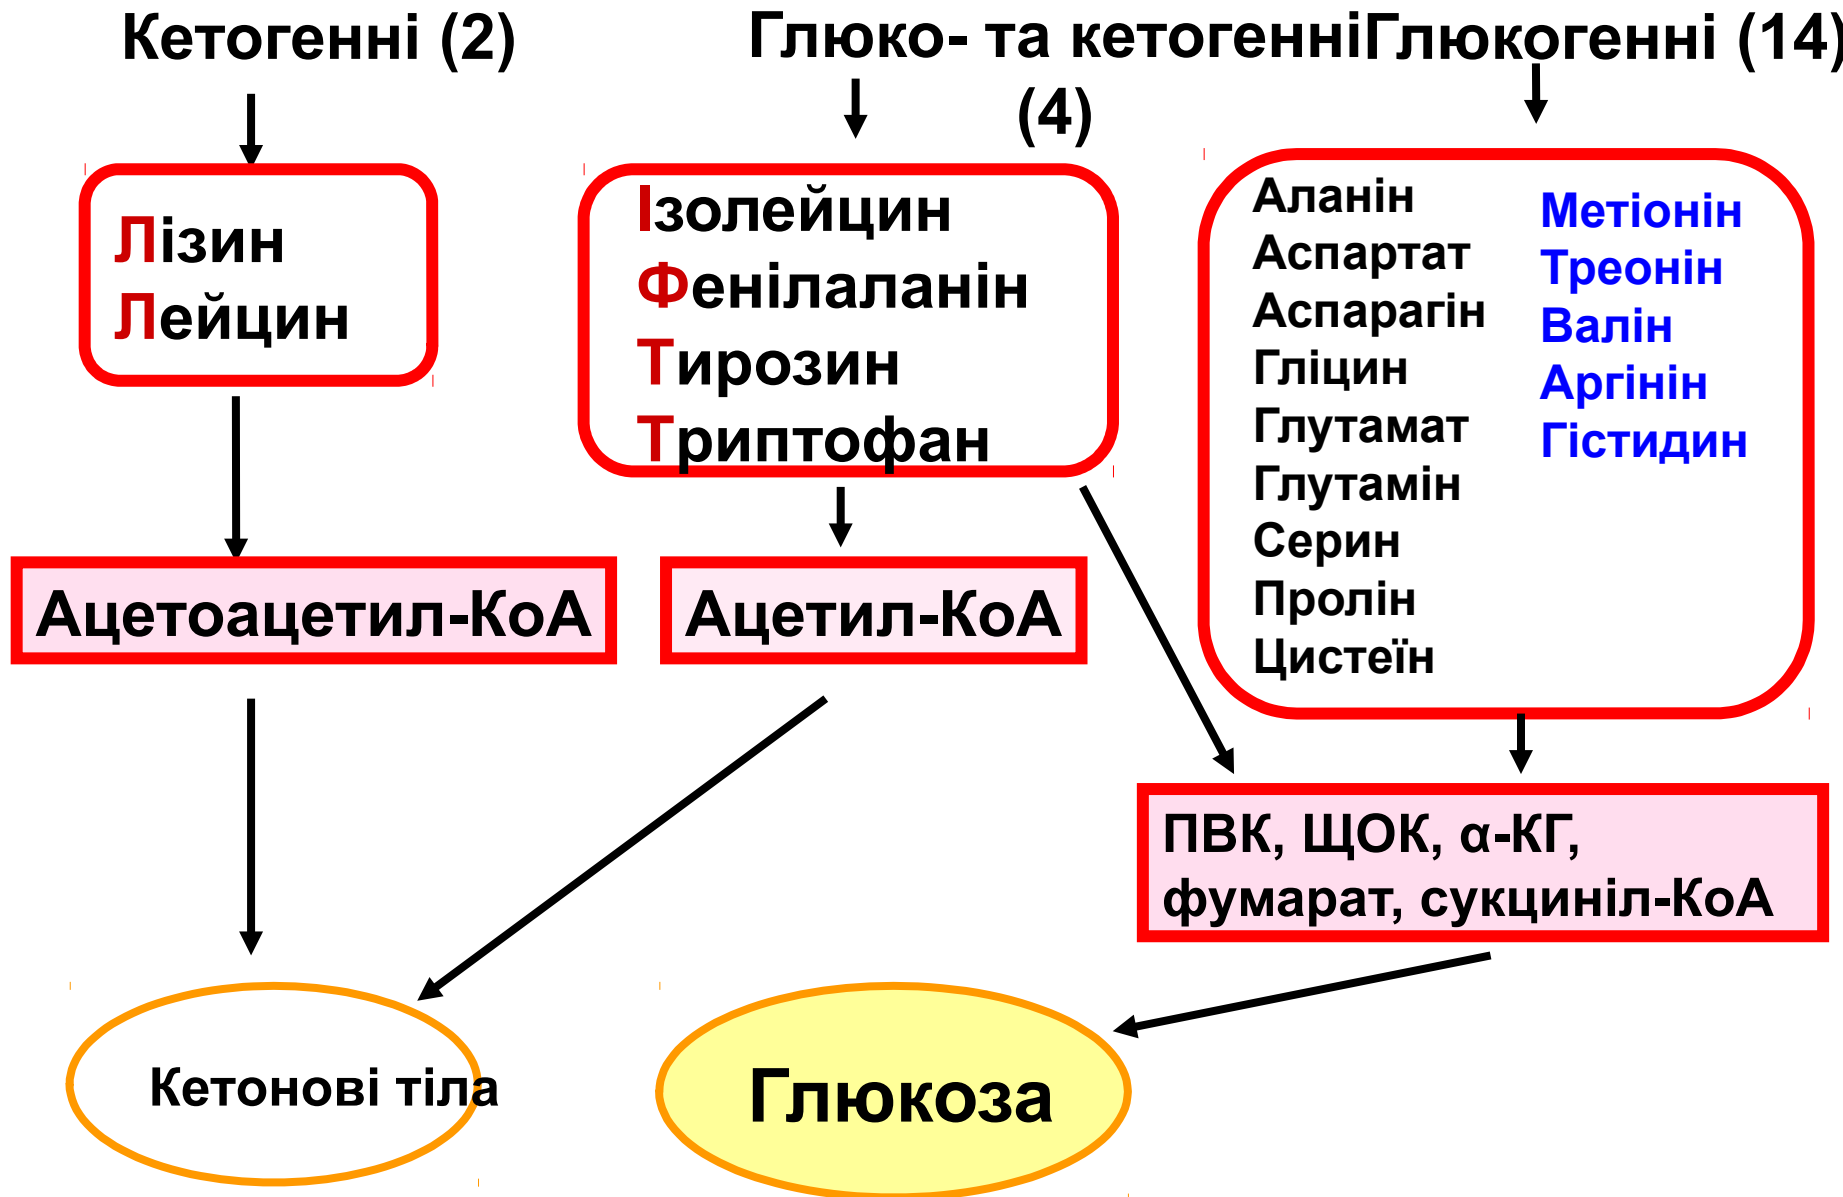 Кетогенні (2)
Глюко- та кетогенні
(4)
Глюкогенні (14)
Лізин
Лейцин
Ізолейцин
Фенілаланін
Тирозин
Триптофан
Аланін
Аспартат
Аспарагін
Гліцин
Глутамат
Глутамін
Серин
Пролін
Цистеїн
Метіонін
Треонін
Валін
Аргінін
Гістидин
Ацетоацетил-КоА
Ацетил-КоА
ПВК, ЩОК, α-КГ,
фумарат, сукциніл-КоА
Кетонові тіла
Глюкоза